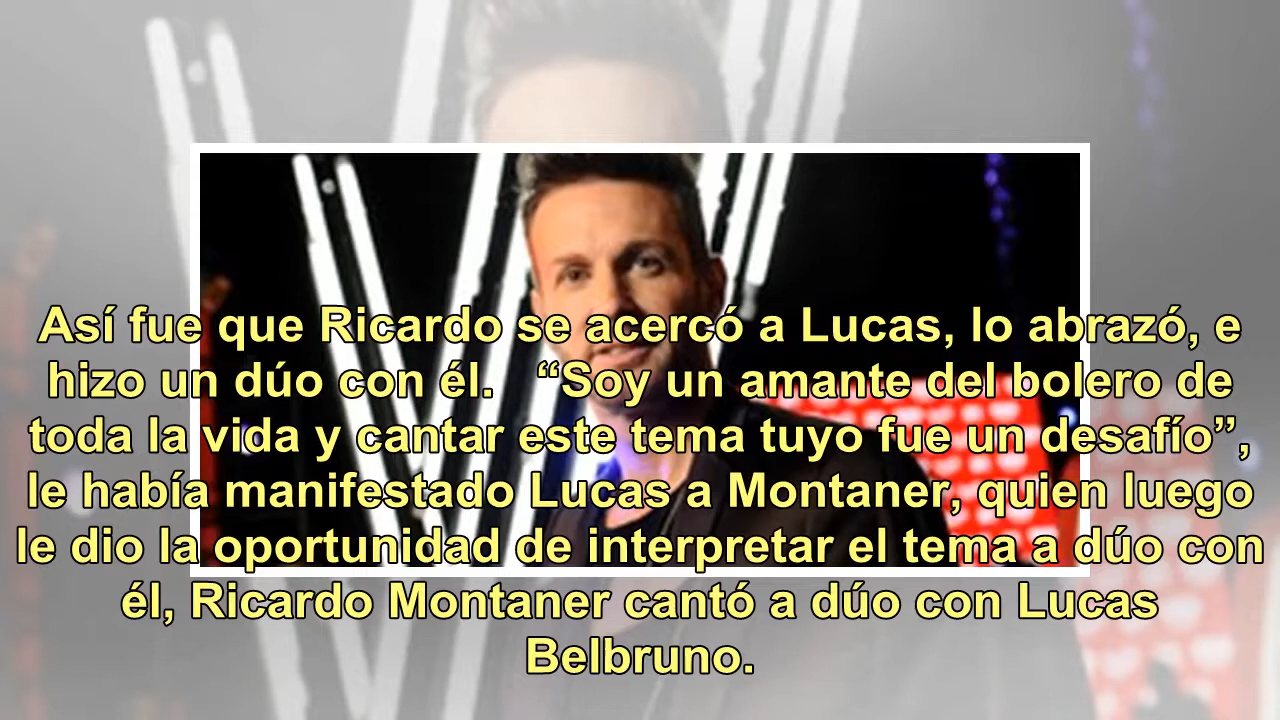 Así fue que Ricardo se acercó a Lucas, lo abrazó, e
hizo un dúo con él.   “Soy un amante del bolero de
toda la vida y cantar este tema tuyo fue un desafío”,
le había manifestado Lucas a Montaner, quien luego
le dio la oportunidad de interpretar el tema a dúo con
él, Ricardo Montaner cantó a dúo con Lucas
Belbruno.